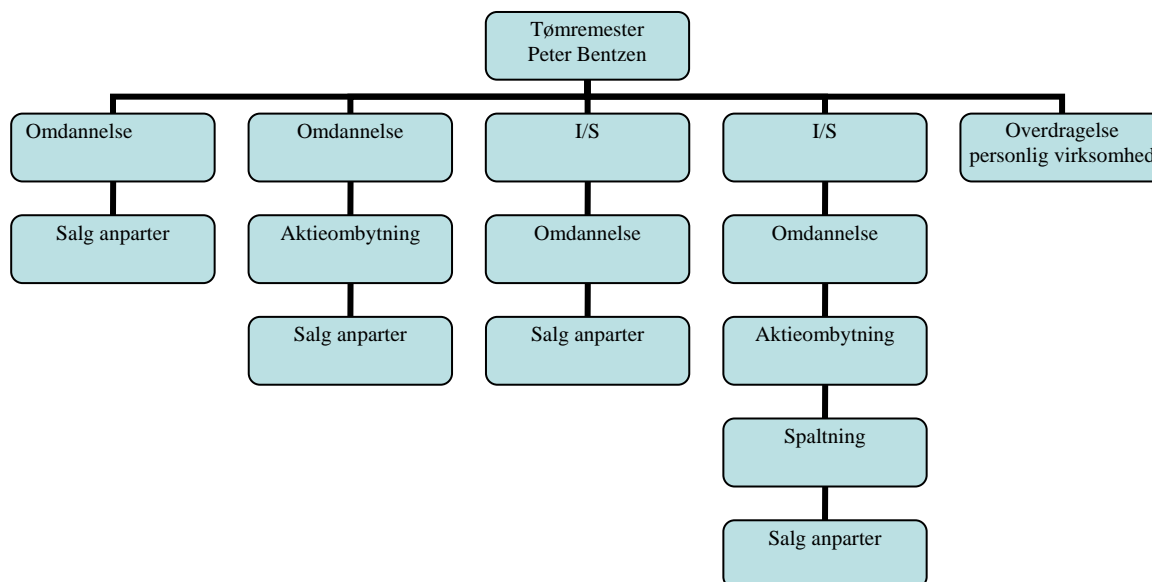 Tømremester
Peter Bentzen
Omdannelse
Omdannelse
I/S
I/S
Overdragelse
personlig virksomhed
Salg anparter
Aktieombytning
Omdannelse
Omdannelse
Salg anparter
Salg anparter
Aktieombytning
Spaltning
Salg anparter